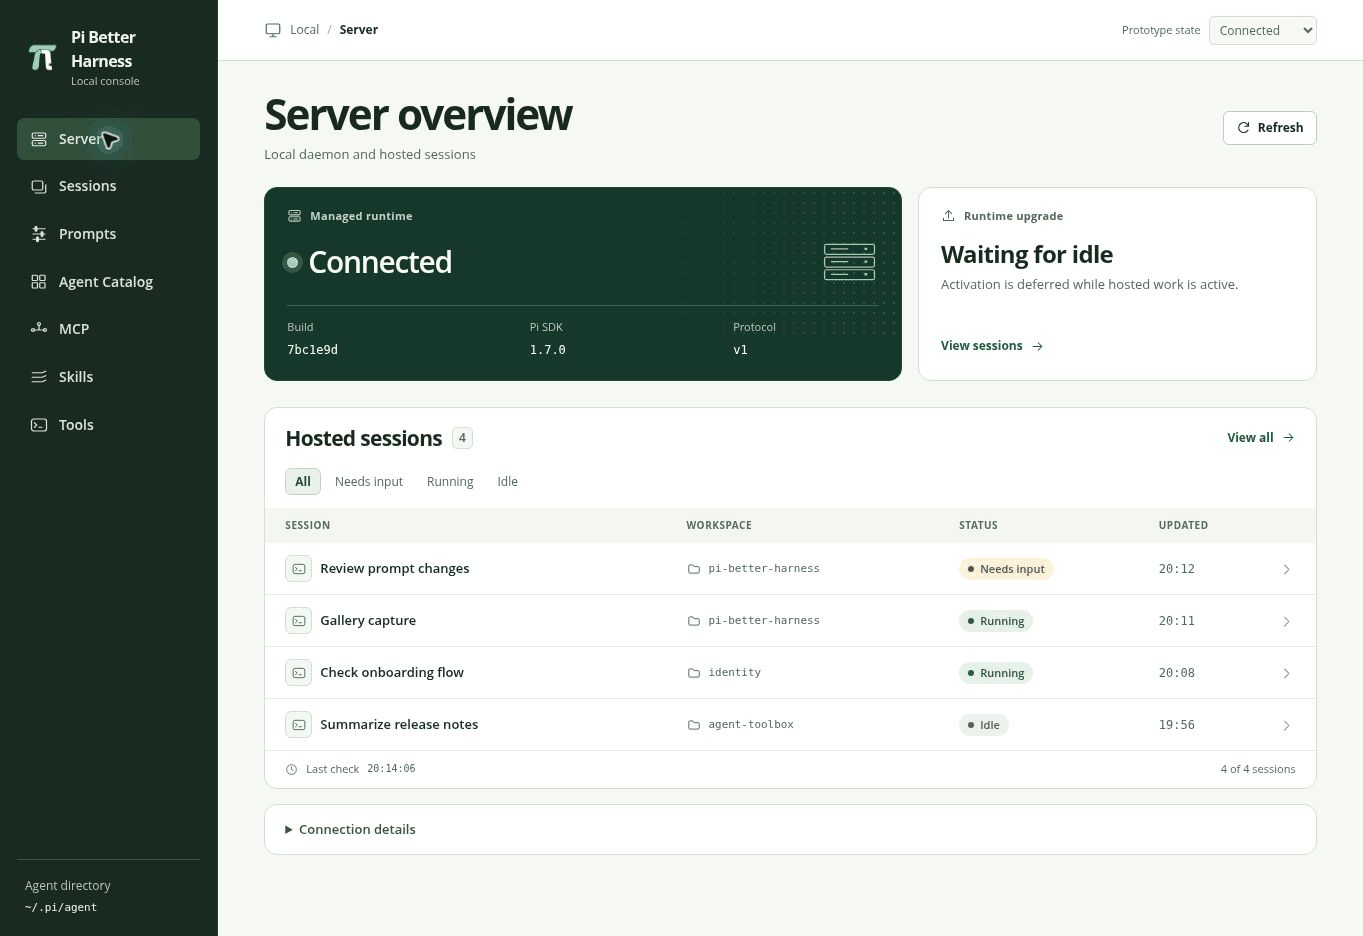 Pi Better
Harness
Local console
Server
Sessions
Prompts
Agent Catalog
MCP
Skills
Tools
Agent directory
~/.pi/agent
Local / Server
Prototype state
Connected
Server overview
Local daemon and hosted sessions
Refresh
Managed runtime
Connected
Build
Pi SDK
Protocol
7bc1e9d
1.7.0
v1
Runtime upgrade
Waiting for idle
Activation is deferred while hosted work is active.
View sessions
Hosted sessions 4
View all
All
Needs input
Running
Idle
SESSION WORKSPACE STATUS UPDATED
Review prompt changes pi-better-harness Needs input 20:12
Gallery capture pi-better-harness Running 20:11
Check onboarding flow identity Running 20:08
Summarize release notes agent-toolbox Idle 19:56
Last check 20:14:06
4 of 4 sessions
Connection details